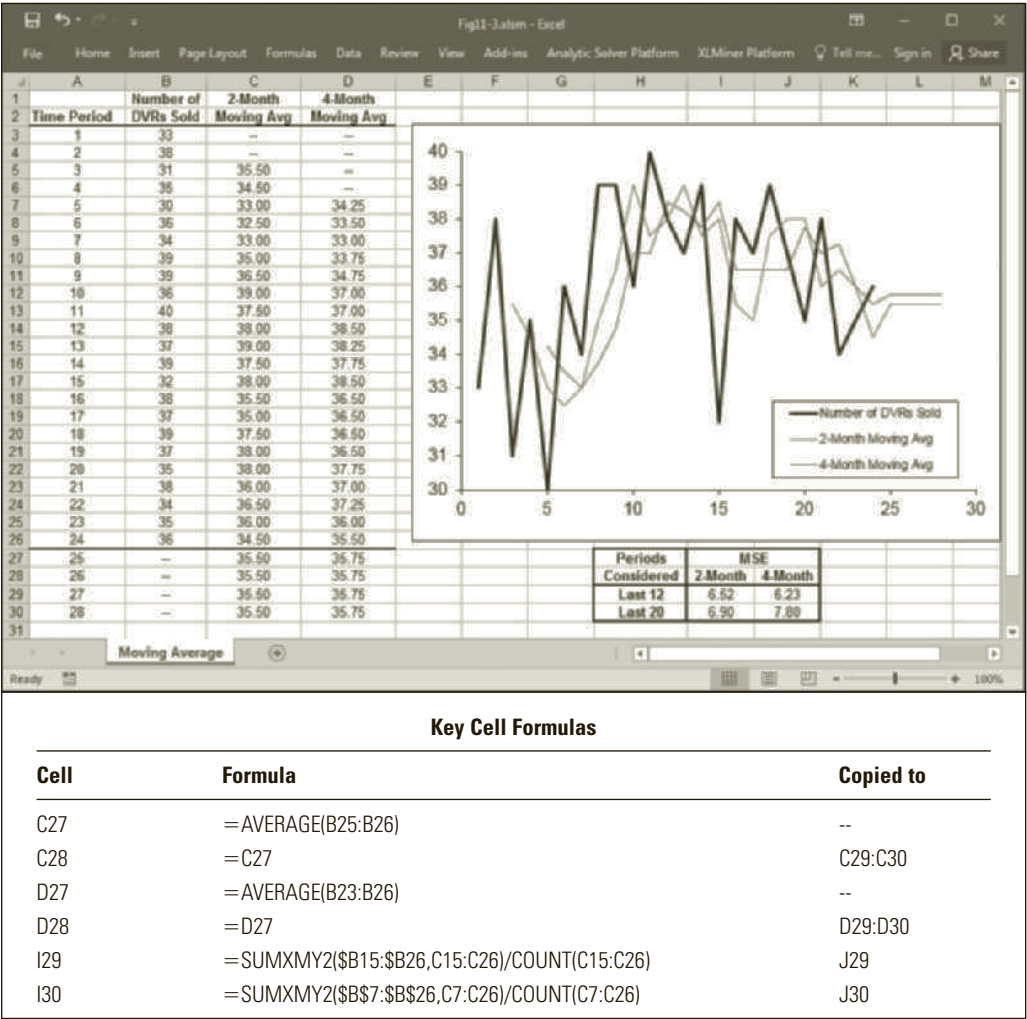 Fig11-3.xlsm - Excel
File Home Insert Page Layout Formulas Data Review View Add-ins Analytic Solver Platform XLMiner Platform Tell me... Sign in Share
A B C D E F G H I J K L M
1 Number of 2-Month 4-Month
2 Time Period DVRs Sold Moving Avg Moving Avg
3 1 33 -- --
4 2 38 -- --
5 3 31 35.50 --
6 4 35 34.50 --
7 5 30 33.00 34.25
8 6 36 32.50 33.50
9 7 34 33.00 33.00
10 8 39 35.00 33.75
11 9 39 36.50 34.75
12 10 36 39.00 37.00
13 11 40 37.50 37.00
14 12 38 38.00 38.50
15 13 37 39.00 38.25
16 14 39 37.50 37.75
17 15 32 38.00 38.50
18 16 38 35.50 36.50
19 17 37 35.00 36.50
20 18 39 37.50 36.50
21 19 37 38.00 36.50
22 20 35 38.00 37.75
23 21 38 36.00 37.00
24 22 34 36.50 37.25
25 23 35 36.00 36.00
26 24 36 34.50 35.50
27 25 -- 35.50 35.75
28 26 -- 35.50 35.75
29 27 -- 35.50 35.75
30 28 -- 35.50 35.75
31
40
39
38
37
36
35
34
33
32
31
30
0 5 10 15 20 25 30
Number of DVRs Sold
2-Month Moving Avg
4-Month Moving Avg
Periods MSE
Considered 2-Month 4-Month
Last 12 6.52 6.23
Last 20 6.90 7.80
Moving Average
Ready 100%
Key Cell Formulas
Cell Formula Copied to
C27 =AVERAGE(B25:B26) --
C28 =C27 C29:C30
D27 =AVERAGE(B23:B26) --
D28 =D27 D29:D30
I29 =SUMXMY2($B15:$B26,C15:C26)/COUNT(C15:C26) J29
I30 =SUMXMY2($B$7:$B$26,C7:C26)/COUNT(C7:C26) J30